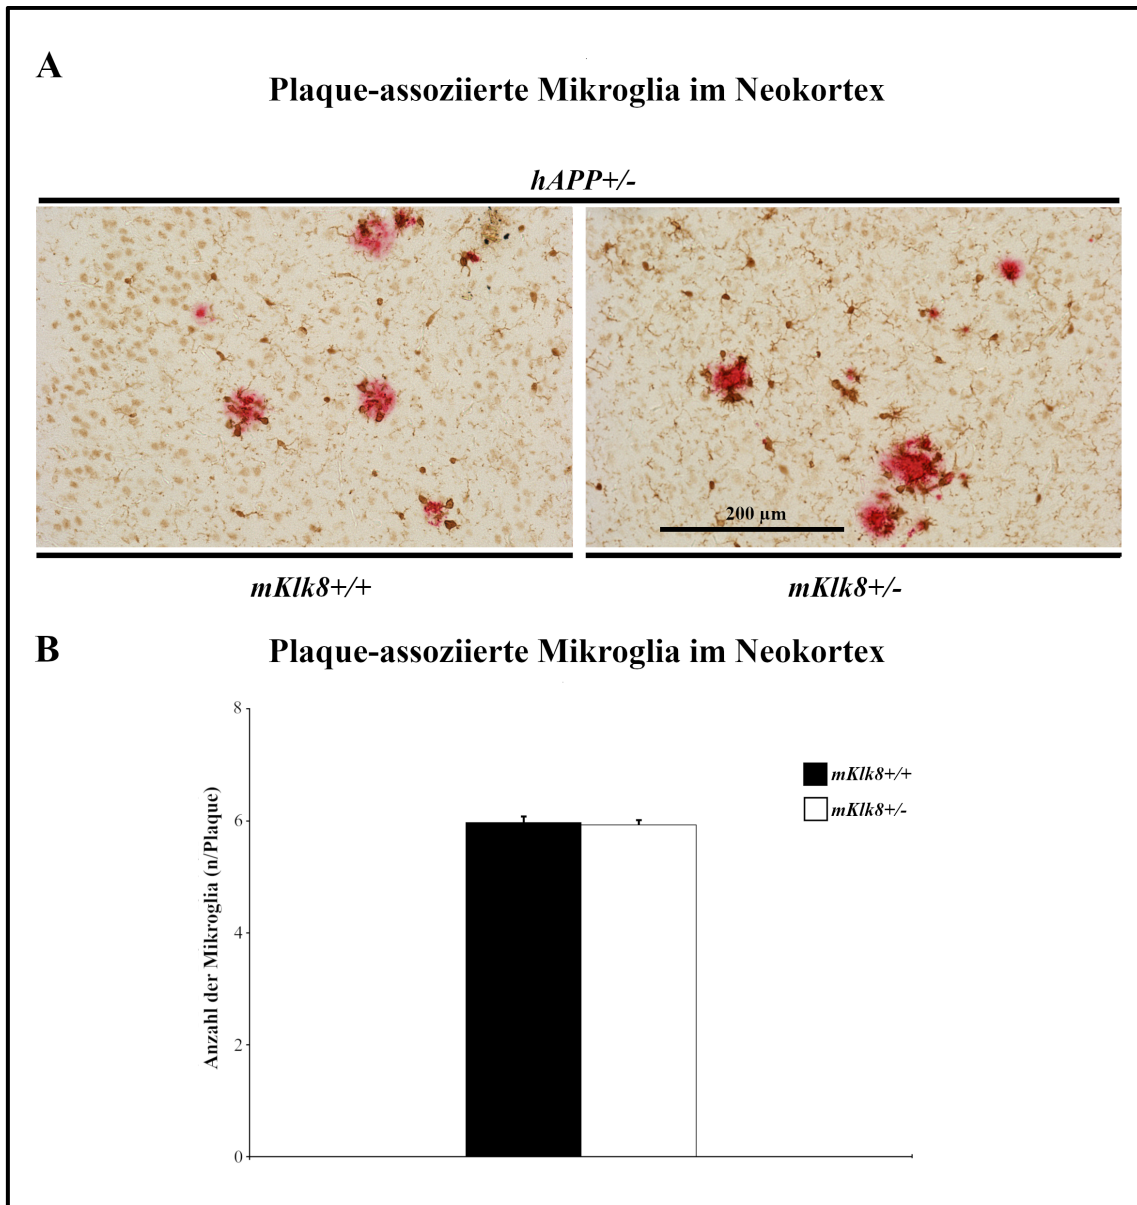 A
Plaque-assoziierte Mikroglia im Neokortex
hAPP+/-
200 µm
mKlk8+/+
mKlk8+/-
B
Plaque-assoziierte Mikroglia im Neokortex
8
6
4
2
0
Anzahl der Mikroglia (n/Plaque)
mKlk8+/+
mKlk8+/-